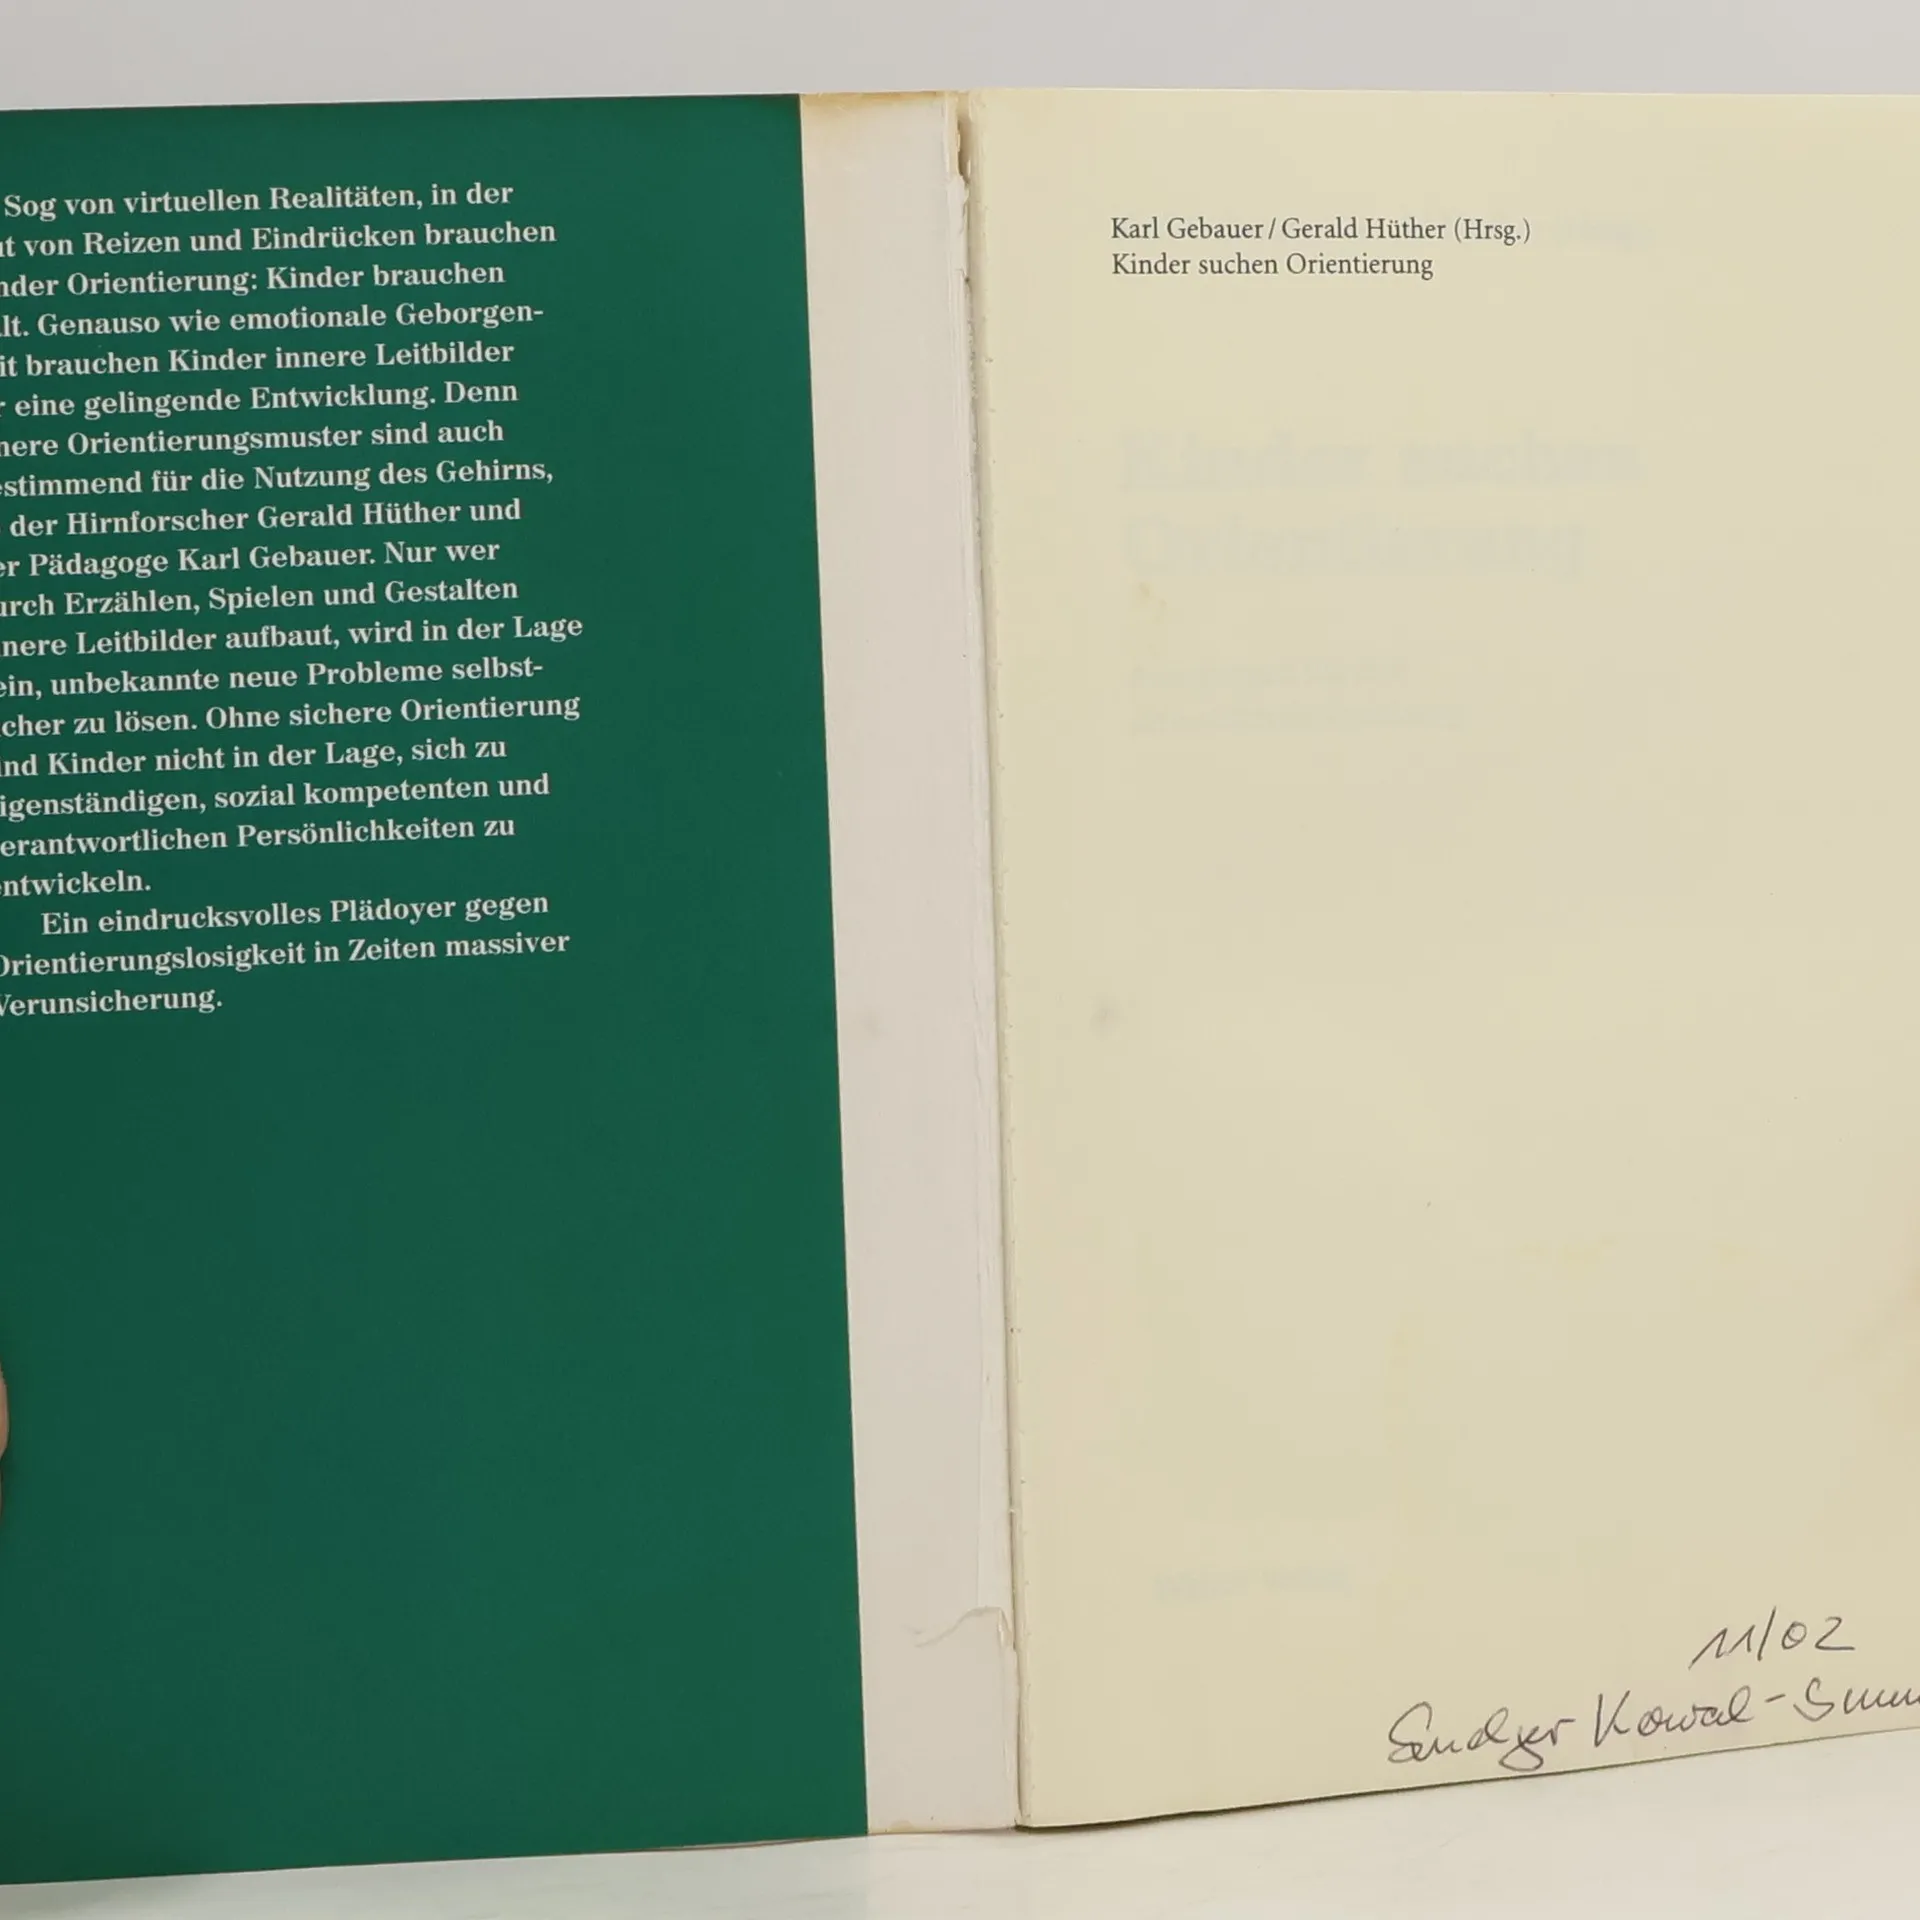 Sog von virtuellen Realitäten, in der
ut von Reizen und Eindrücken brauchen
nder Orientierung: Kinder brauchen
lt. Genauso wie emotionale Geborgen-
it brauchen Kinder innere Leitbilder
r eine gelingende Entwicklung. Denn
nere Orientierungsmuster sind auch
estimmend für die Nutzung des Gehirns,
der Hirnforscher Gerald Hüther und
er Pädagoge Karl Gebauer. Nur wer
urch Erzählen, Spielen und Gestalten
nnere Leitbilder aufbaut, wird in der Lage
ein, unbekannte neue Probleme selbst-
cher zu lösen. Ohne sichere Orientierung
ind Kinder nicht in der Lage, sich zu
igenständigen, sozial kompetenten und
erantwortlichen Persönlichkeiten zu
entwickeln.
Ein eindrucksvolles Plädoyer gegen
Orientierungslosigkeit in Zeiten massiver
Verunsicherung.
Karl Gebauer / Gerald Hüther (Hrsg.)
Kinder suchen Orientierung
11/02
Kowal-